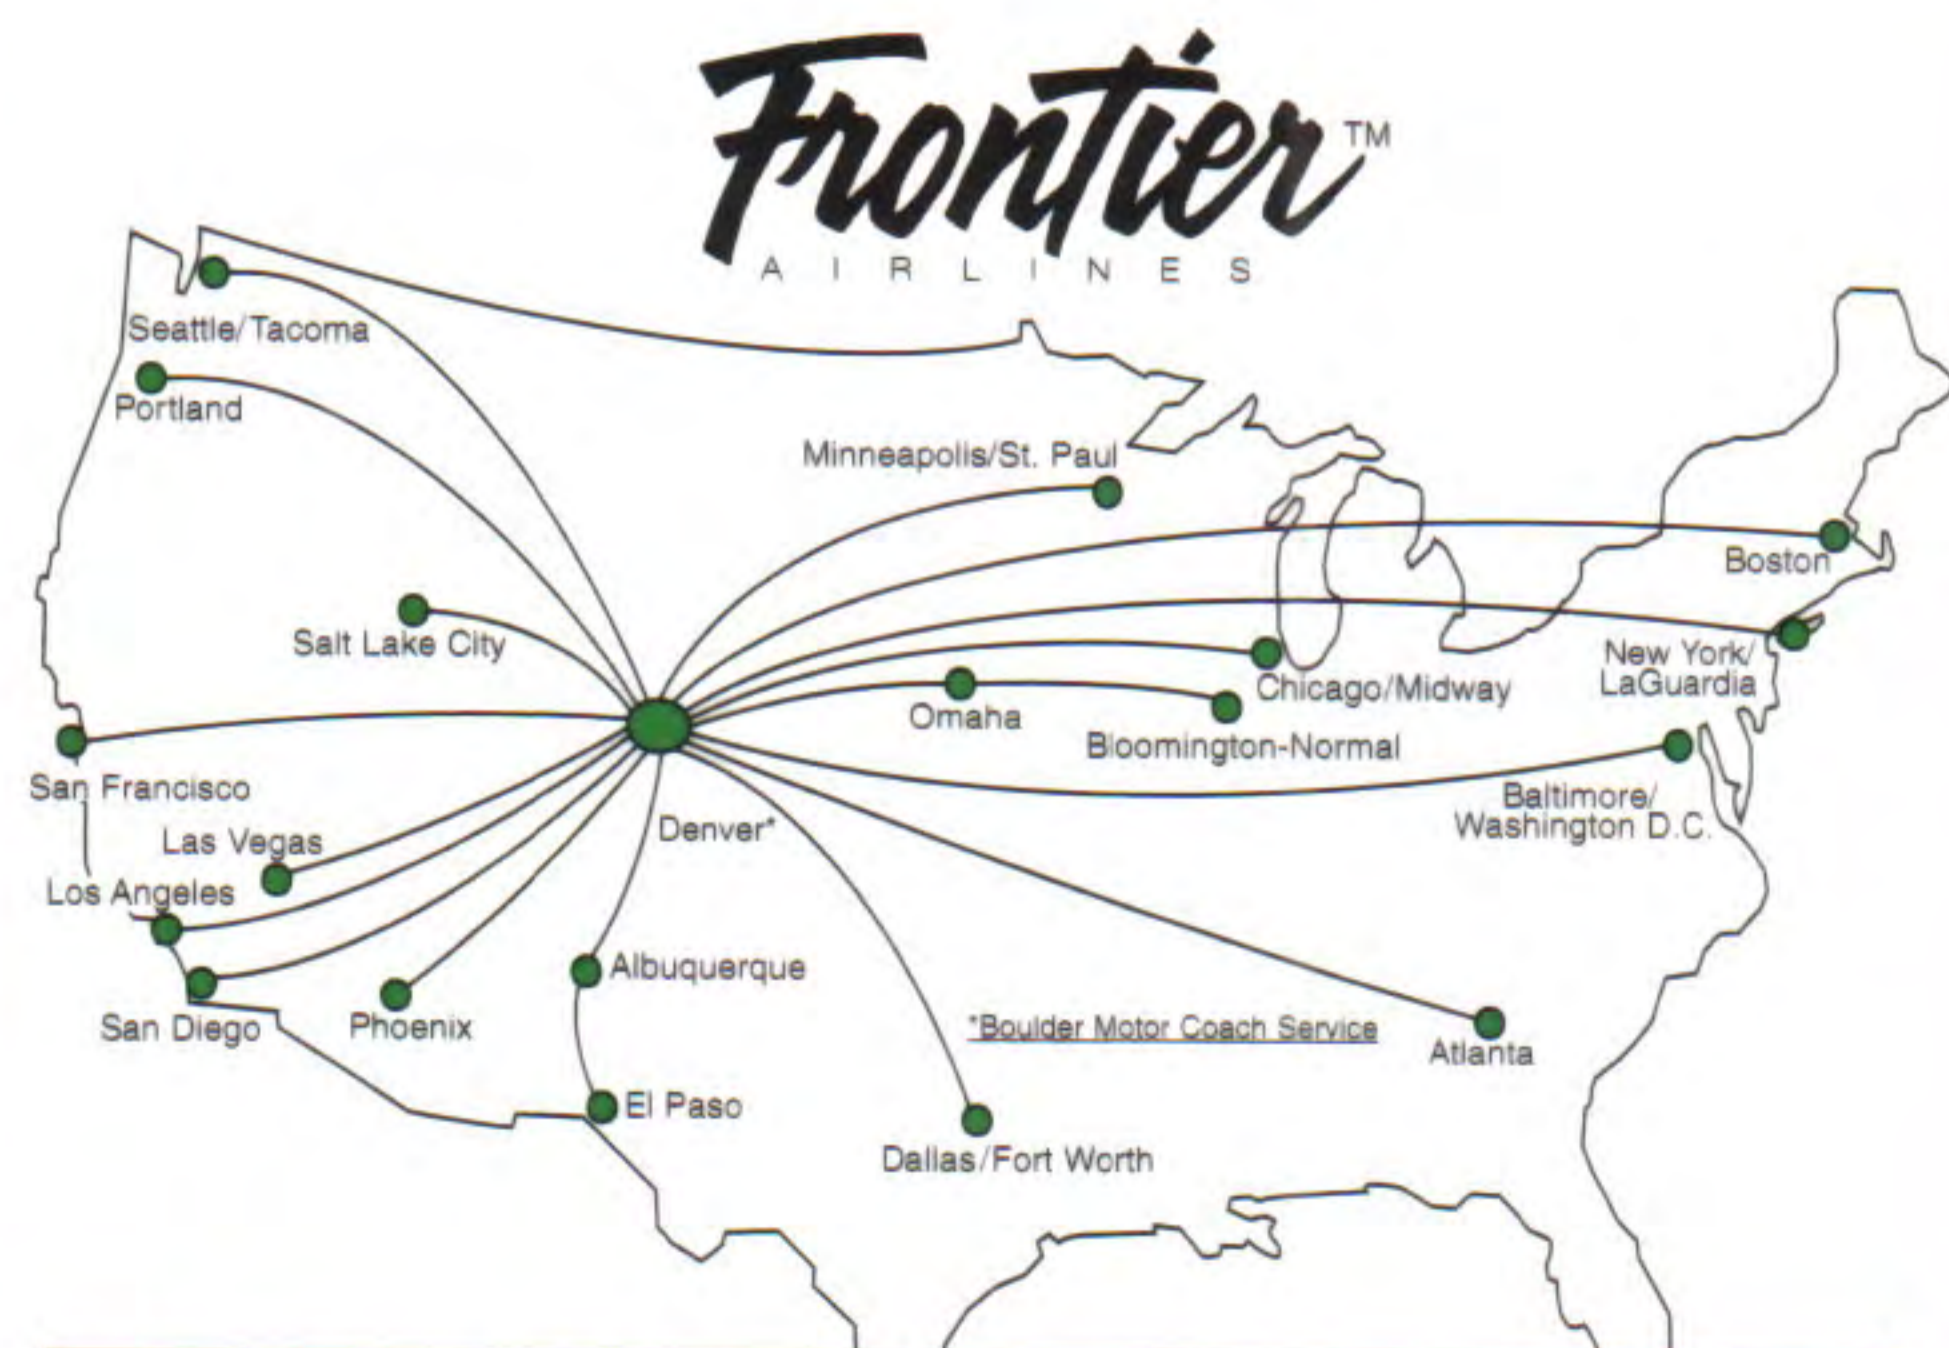 Frontier™
AIRLINES
Seattle/Tacoma
Portland
Minneapolis/St. Paul
Boston
Salt Lake City
New York/
LaGuardia
Chicago/Midway
Omaha
Bloomington-Normal
San Francisco
Baltimore/
Washington D.C.
Denver*
Las Vegas
Los Angeles
Albuquerque
San Diego
Phoenix
*Boulder Motor Coach Service
Atlanta
El Paso
Dallas/Fort Worth